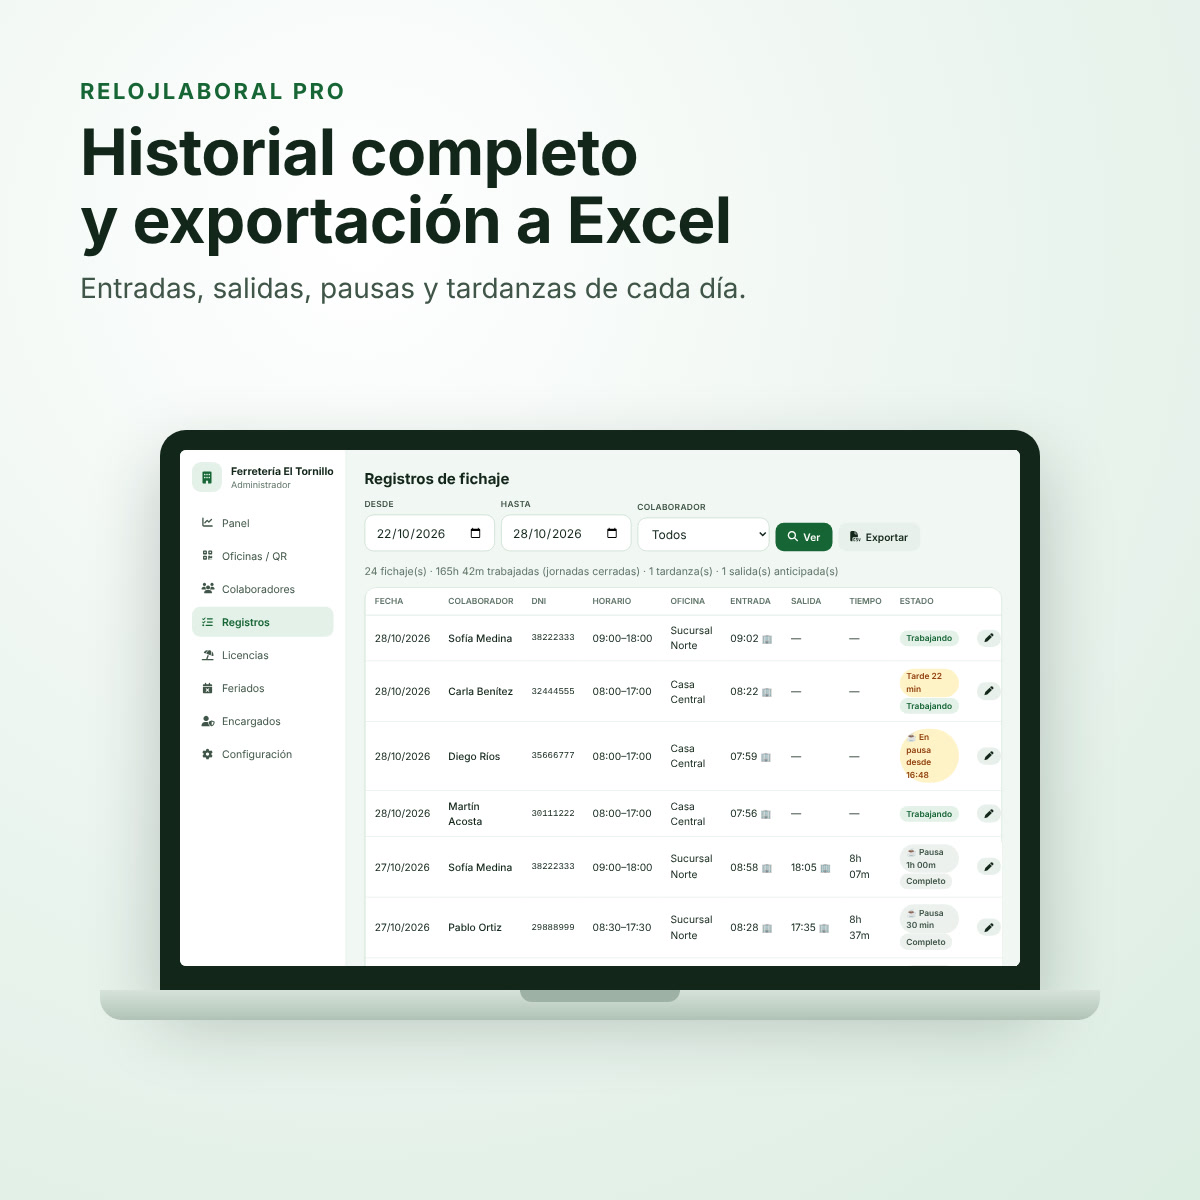 RELOJLABORAL PRO
Historial completo
y exportación a Excel
Entradas, salidas, pausas y tardanzas de cada día.
Ferretería El Tornillo
Administrador
Panel
Oficinas / QR
Colaboradores
Registros
Licencias
Feriados
Encargados
Configuración
Registros de fichaje
DESDE HASTA COLABORADOR
22/10/2026 28/10/2026 Todos Ver Exportar
24 fichaje(s) · 165h 42m trabajadas (jornadas cerradas) · 1 tardanza(s) · 1 salida(s) anticipada(s)
FECHA COLABORADOR DNI HORARIO OFICINA ENTRADA SALIDA TIEMPO ESTADO
28/10/2026 Sofía Medina 38222333 09:00–18:00 Sucursal Norte 09:02 — — Trabajando
28/10/2026 Carla Benítez 32444555 08:00–17:00 Casa Central 08:22 — — Tarde 22 min Trabajando
28/10/2026 Diego Ríos 35666777 08:00–17:00 Casa Central 07:59 — — En pausa desde 16:48
28/10/2026 Martín Acosta 30111222 08:00–17:00 Casa Central 07:56 — — Trabajando
27/10/2026 Sofía Medina 38222333 09:00–18:00 Sucursal Norte 08:58 18:05 8h 07m Pausa 1h 00m Completo
27/10/2026 Pablo Ortiz 29888999 08:30–17:30 Sucursal Norte 08:28 17:35 8h 37m Pausa 30 min Completo